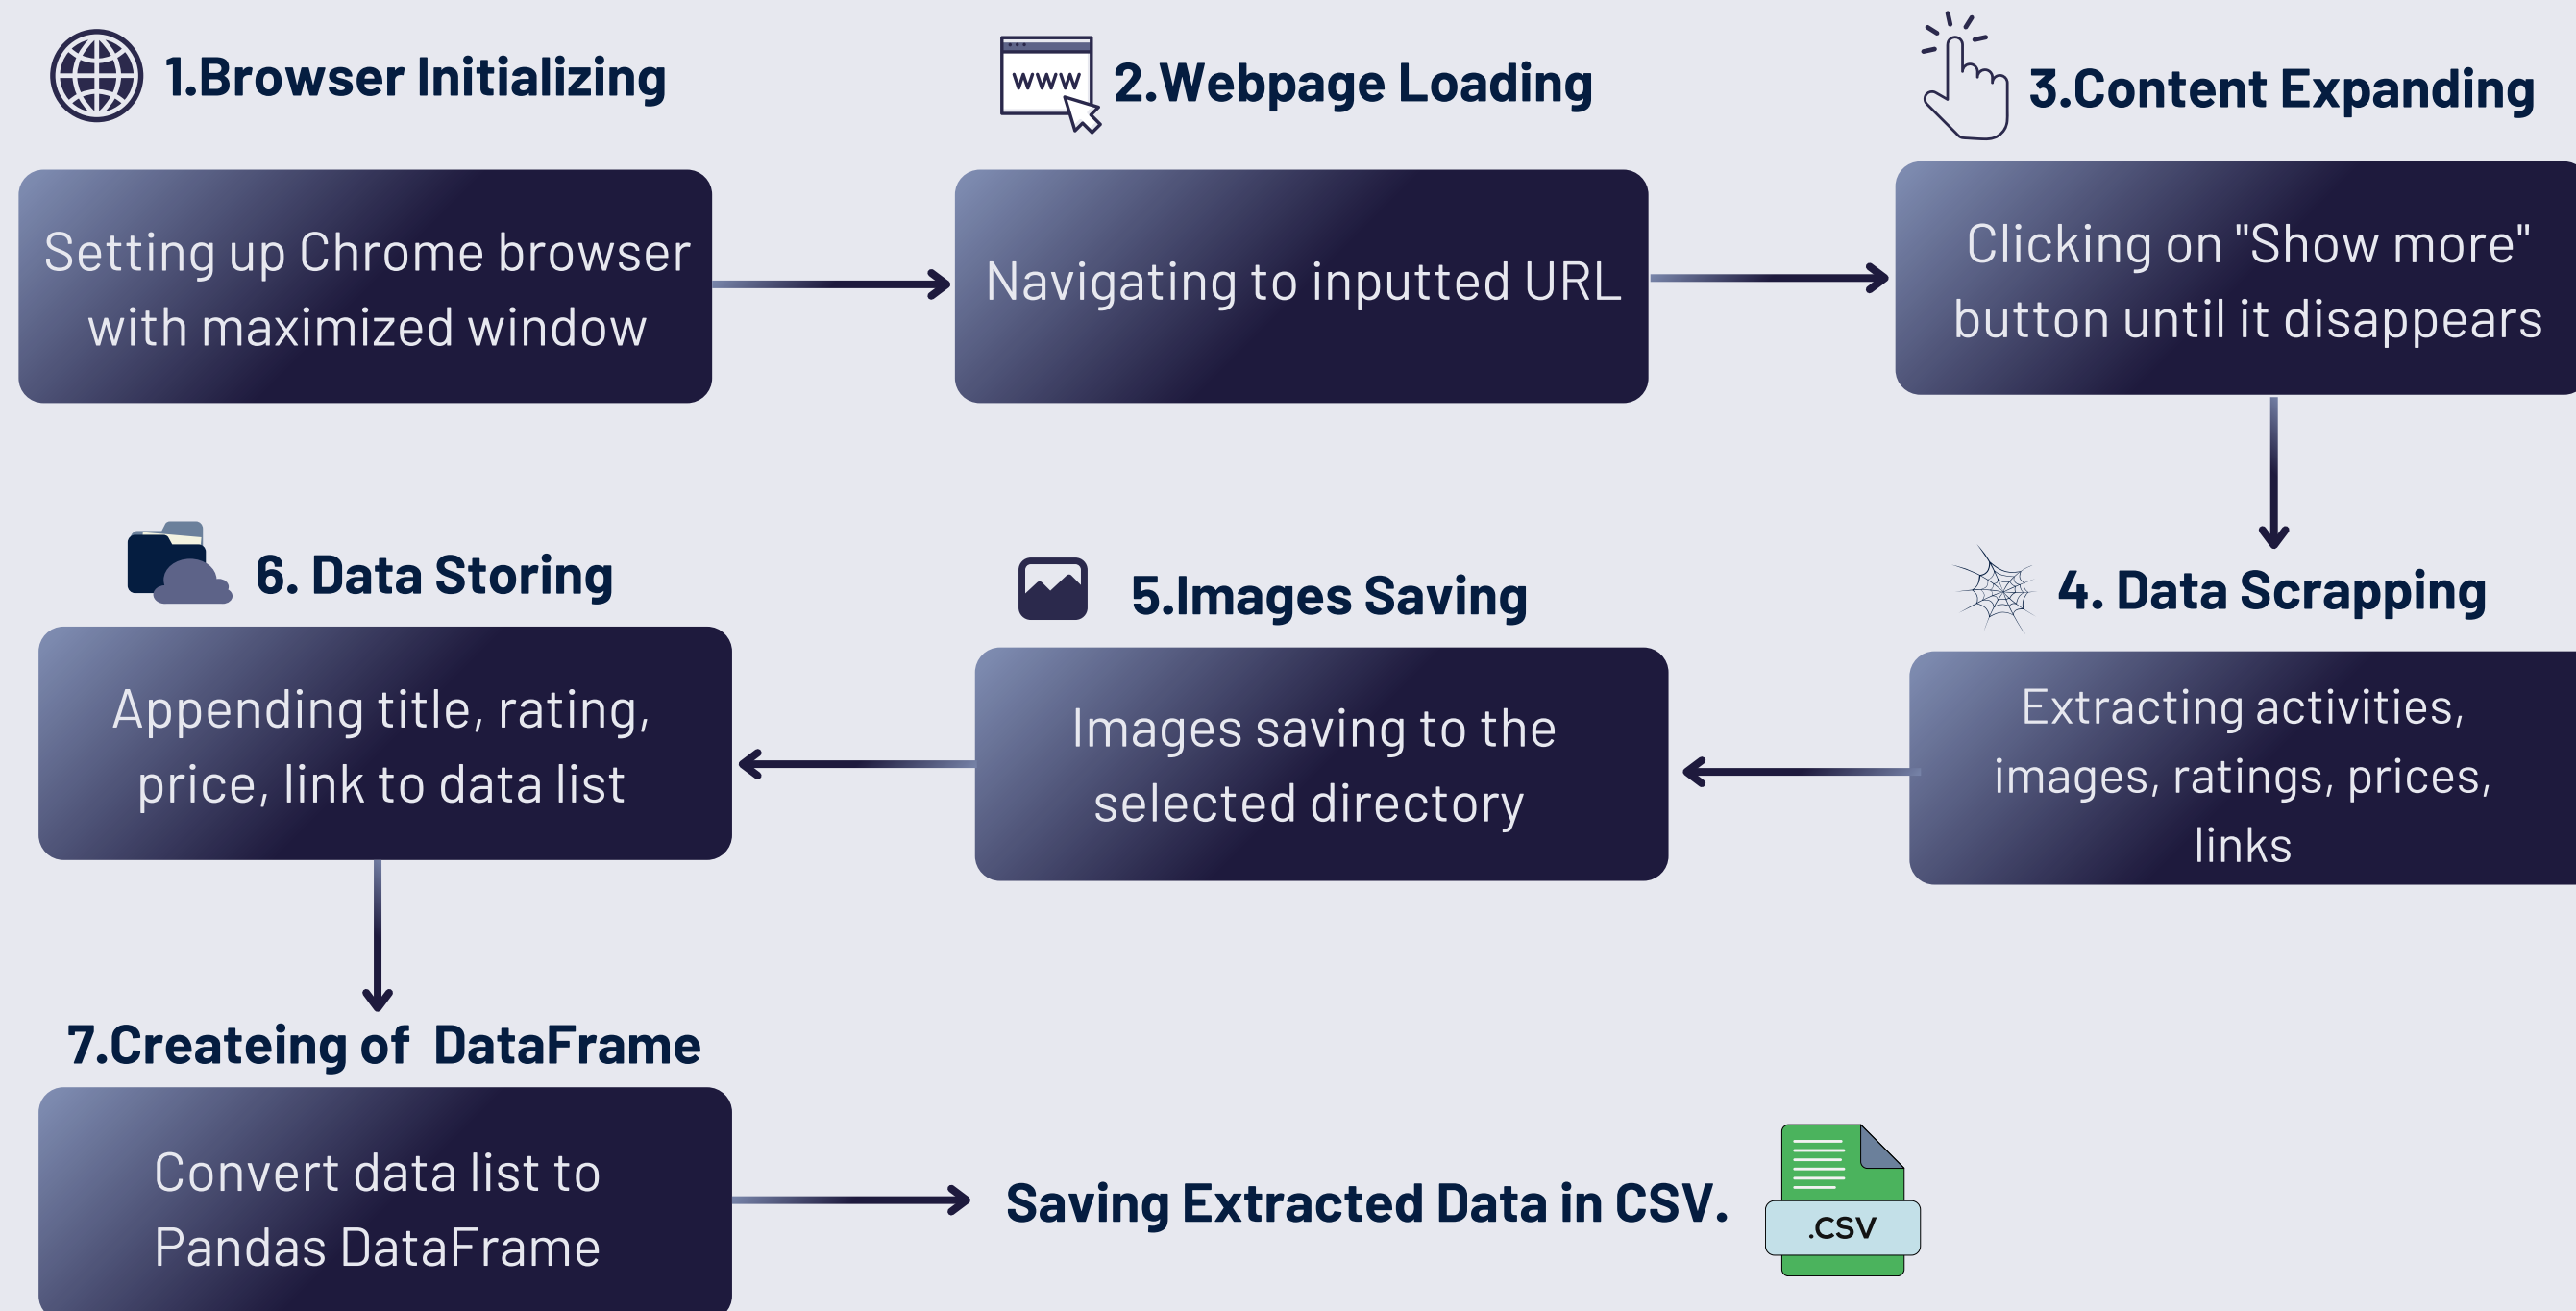 1.Browser Initializing
Setting up Chrome browser
with maximized window
www
2.Webpage Loading
Navigating to inputted URL
3.Content Expanding
Clicking on "Show more"
button until it disappears
4. Data Scrapping
Extracting activities,
images, ratings, prices,
links
5.Images Saving
Images saving to the
selected directory
6. Data Storing
Appending title, rating,
price, link to data list
7.Createing of DataFrame
Convert data list to
Pandas DataFrame
Saving Extracted Data in CSV.
.CSV